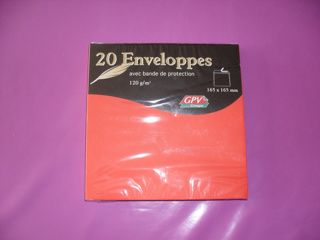 20 Enveloppes
avec bande de protection
120 g/m²
GPV
165 x 165 mm